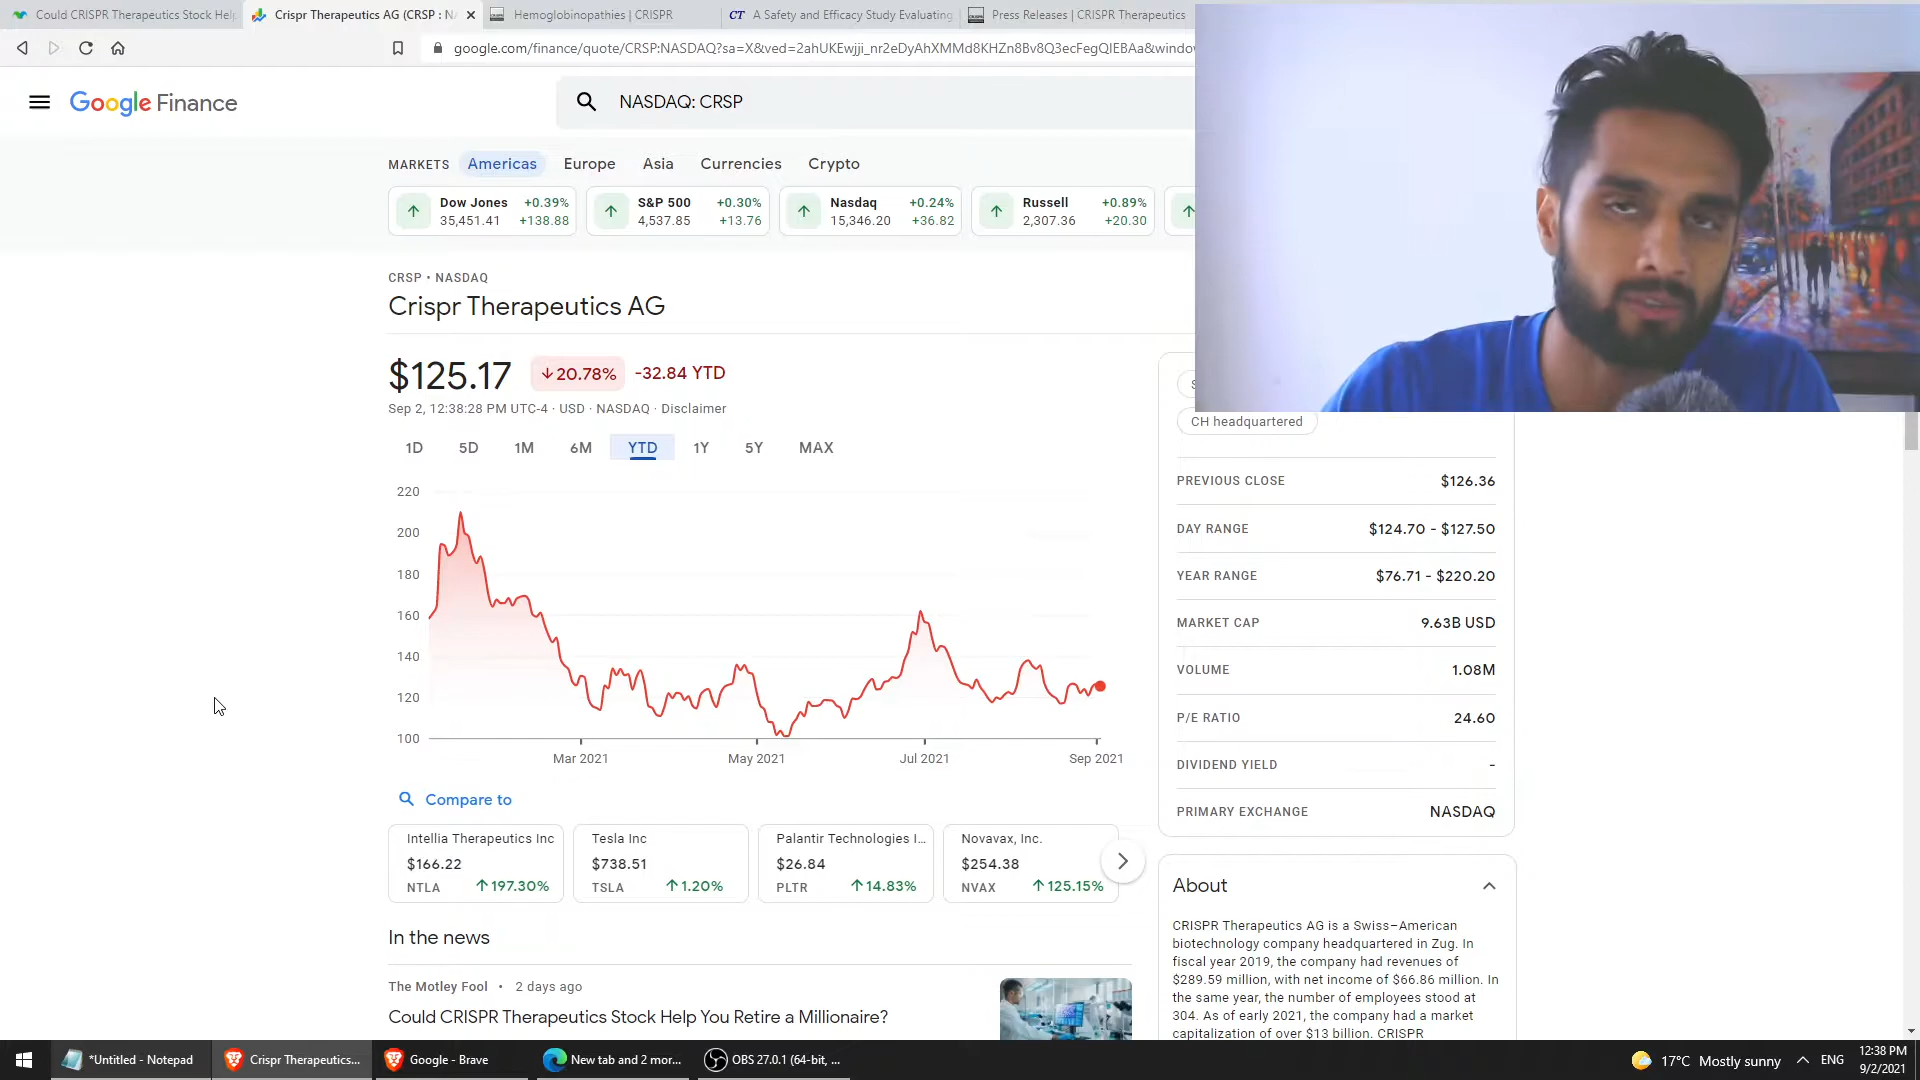 Could CRISPR Therapeutics Stock Help
Crispr Therapeutics AG (CRSP : NA
Hemoglobinopathies | CRISPR
CT A Safety and Efficacy Study Evaluating
Press Releases | CRISPR Therapeutics
google.com/finance/quote/CRSP:NASDAQ?sa=X&ved=2ahUKEwjji_nr2eDyAhXMMd8KHZn8Bv8Q3ecFegQIEBAa&window
Google Finance
NASDAQ: CRSP
MARKETS Americas Europe Asia Currencies Crypto
Dow Jones +0.39%
35,451.41 +138.88
S&P 500 +0.30%
4,537.85 +13.76
Nasdaq +0.24%
15,346.20 +36.82
Russell +0.89%
2,307.36 +20.30
CRSP • NASDAQ
Crispr Therapeutics AG
$125.17 20.78% -32.84 YTD
Sep 2, 12:38:28 PM UTC-4 · USD · NASDAQ · Disclaimer
1D 5D 1M 6M YTD 1Y 5Y MAX
220
200
180
160
140
120
100
Mar 2021 May 2021 Jul 2021 Sep 2021
CH headquartered
PREVIOUS CLOSE $126.36
DAY RANGE $124.70 - $127.50
YEAR RANGE $76.71 - $220.20
MARKET CAP 9.63B USD
VOLUME 1.08M
P/E RATIO 24.60
DIVIDEND YIELD -
PRIMARY EXCHANGE NASDAQ
Compare to
Intellia Therapeutics Inc
$166.22
NTLA 197.30%
Tesla Inc
$738.51
TSLA 1.20%
Palantir Technologies I...
$26.84
PLTR 14.83%
Novavax, Inc.
$254.38
NVAX 125.15%
In the news
The Motley Fool • 2 days ago
Could CRISPR Therapeutics Stock Help You Retire a Millionaire?
About
CRISPR Therapeutics AG is a Swiss–American
biotechnology company headquartered in Zug. In
fiscal year 2019, the company had revenues of
$289.59 million, with net income of $66.86 million. In
the same year, the number of employees stood at
304. As of early 2021, the company had a market
capitalization of over $13 billion. CRISPR
*Untitled - Notepad
Crispr Therapeutics...
Google - Brave
New tab and 2 mor...
OBS 27.0.1 (64-bit, ...
17°C Mostly sunny
ENG
12:38 PM
9/2/2021